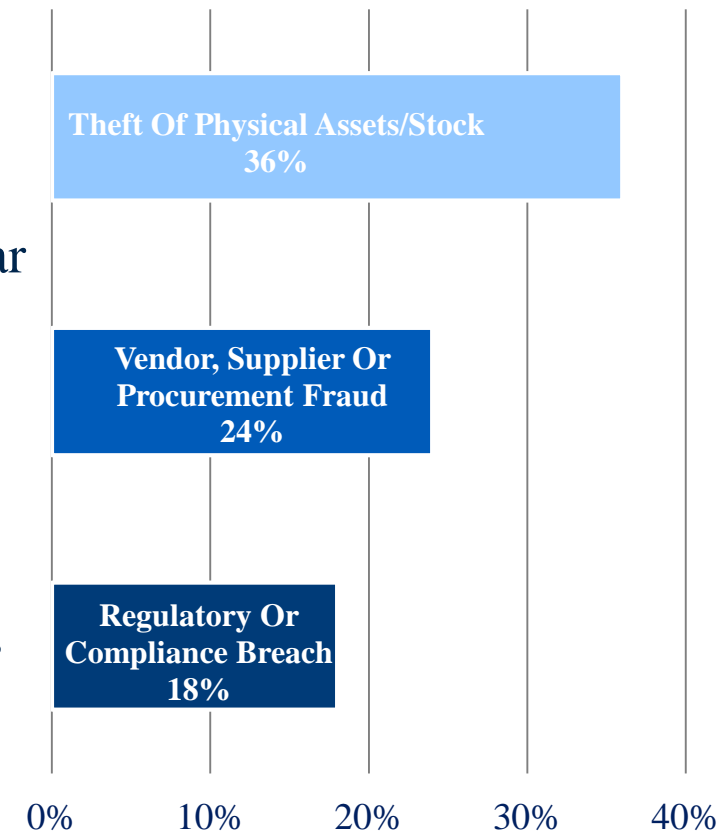 Theft Of Physical Assets/Stock
36%
ar
Vendor, Supplier Or
Procurement Fraud
24%
Regulatory Or
Compliance Breach
18%
0% 10% 20% 30% 40%